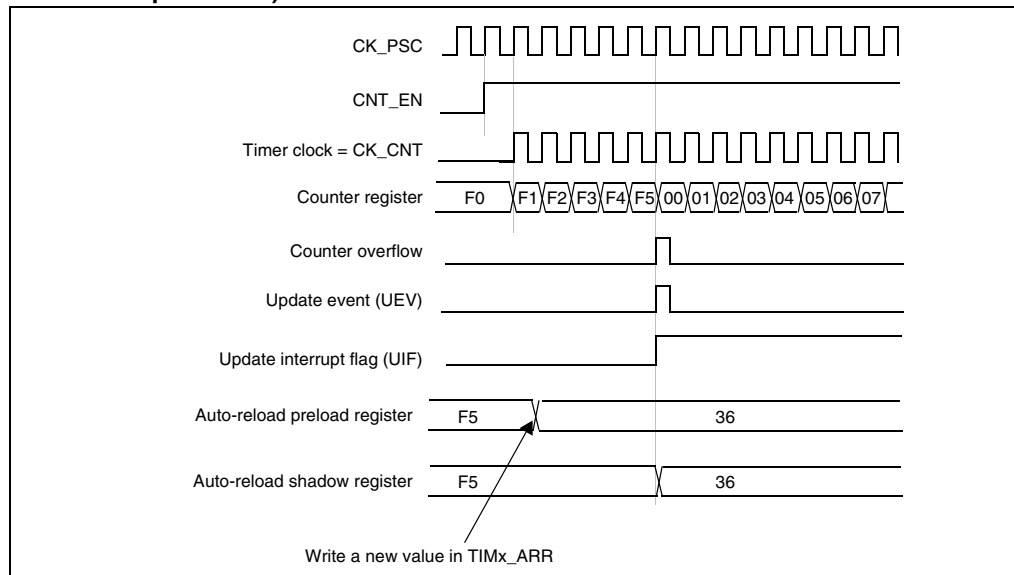 CK_PSC
CNT_EN
Timer clock = CK_CNT
Counter register F0 F1 F2 F3 F4 F5 00 01 02 03 04 05 06 07
Counter overflow
Update event (UEV)
Update interrupt flag (UIF)
Auto-reload preload register F5 36
Auto-reload shadow register F5 36
Write a new value in TIMx_ARR